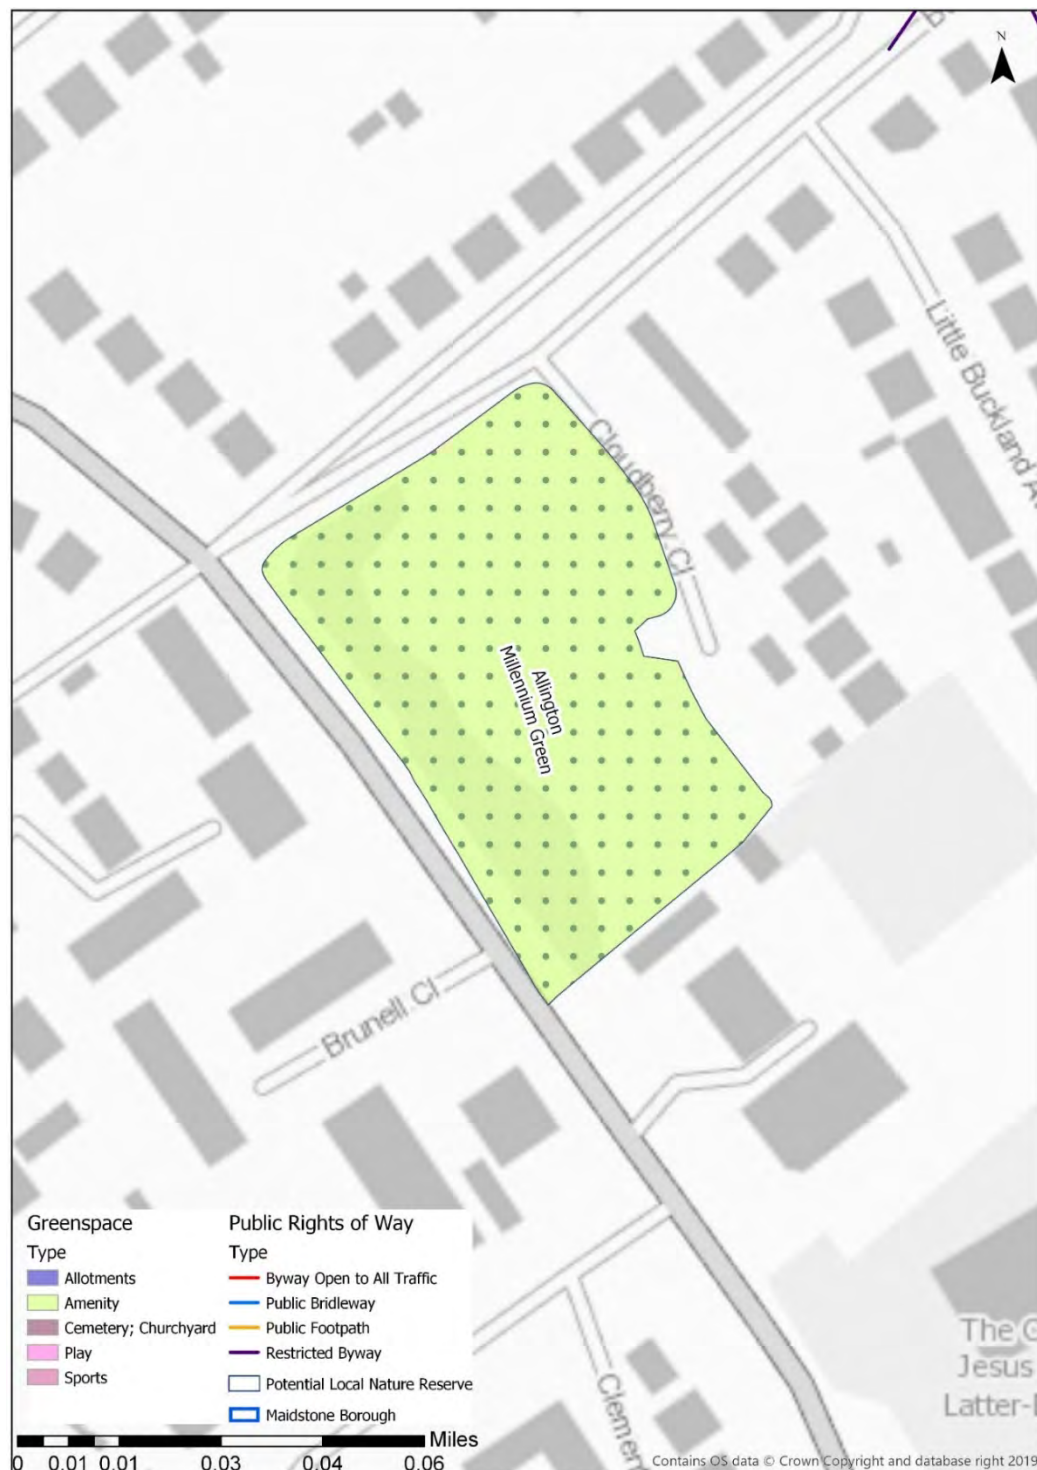 N
Little Buckland A
Cloudberry Cl
Allington
Millennium Green
Brunell Cl
Greenspace
Type
Allotments
Amenity
Cemetery; Churchyard
Play
Sports
Public Rights of Way
Type
Byway Open to All Traffic
Public Bridleway
Public Footpath
Restricted Byway
Potential Local Nature Reserve
Maidstone Borough
Clemen
The C
Jesus
Latter-
Miles
0 0.01 0.01 0.03 0.04 0.06
Contains OS data © Crown Copyright and database right 2019